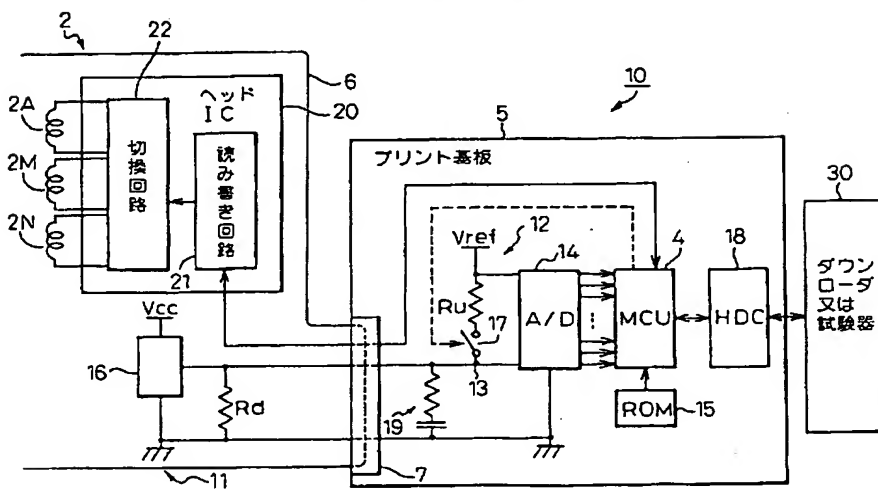 2
22
6
10
2A
2M
2N
切換回路
ヘッド
IC
20
読み書き回路
21
5
プリント基板
30
Vref
12
14
4
18
Ru
17
A/D
MCU
HDC
ダウン
ローダ
又は
試験器
13
ROM
15
Vcc
16
Rd
19
11
7